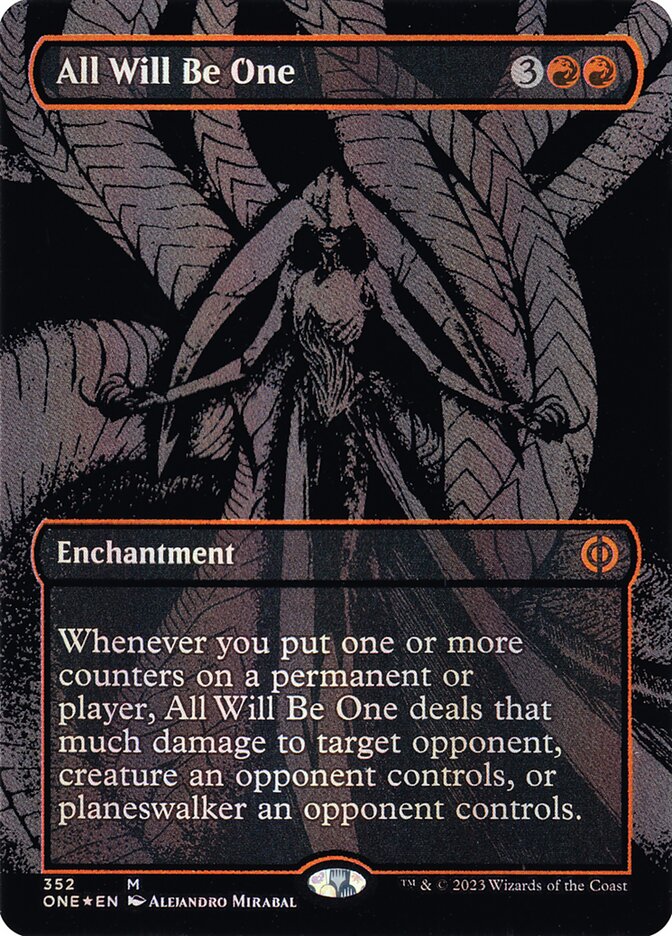 All Will Be One 3
Enchantment
Whenever you put one or more
counters on a permanent or
player, All Will Be One deals that
much damage to target opponent,
creature an opponent controls, or
planeswalker an opponent controls.
352 M
ONE★EN Alejandro Mirabal
™ & © 2023 Wizards of the Coast